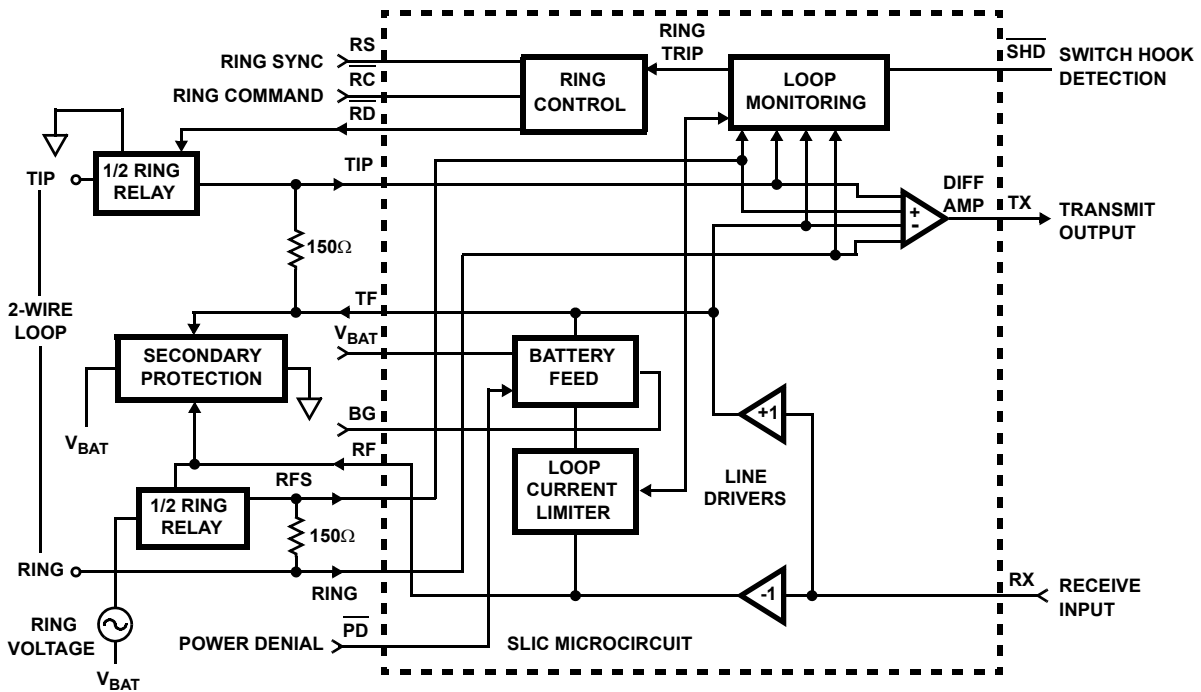 RING
TRIP
RS
RING SYNC
RC
RING COMMAND
RD
RING
CONTROL
LOOP
MONITORING
SHD
SWITCH HOOK
DETECTION
TIP
1/2 RING
RELAY
TIP
DIFF
AMP
+
-
TX
TRANSMIT
OUTPUT
150Ω
2-WIRE
LOOP
TF
VBAT
SECONDARY
PROTECTION
BATTERY
FEED
VBAT
BG
+1
RF
RFS
LOOP
CURRENT
LIMITER
LINE
DRIVERS
1/2 RING
RELAY
150Ω
RING
RING
-1
RX
RECEIVE
INPUT
RING
VOLTAGE
VBAT
POWER DENIAL
PD
SLIC MICROCIRCUIT